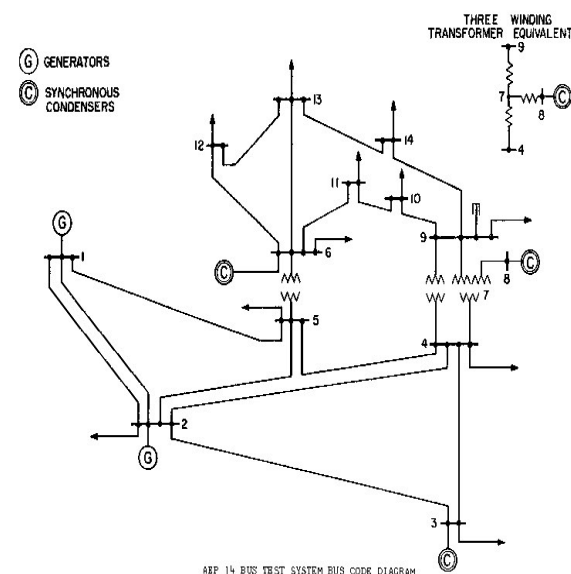 THREE WINDING
TRANSFORMER EQUIVALENT
9
7
8
C
4
G GENERATORS
C SYNCHRONOUS
CONDENSERS
13
12
14
11
10
G
1
9
6
C
8
C
7
5
4
2
G
3
C
AEP 14 BUS TEST SYSTEM BUS CODE DIAGRAM